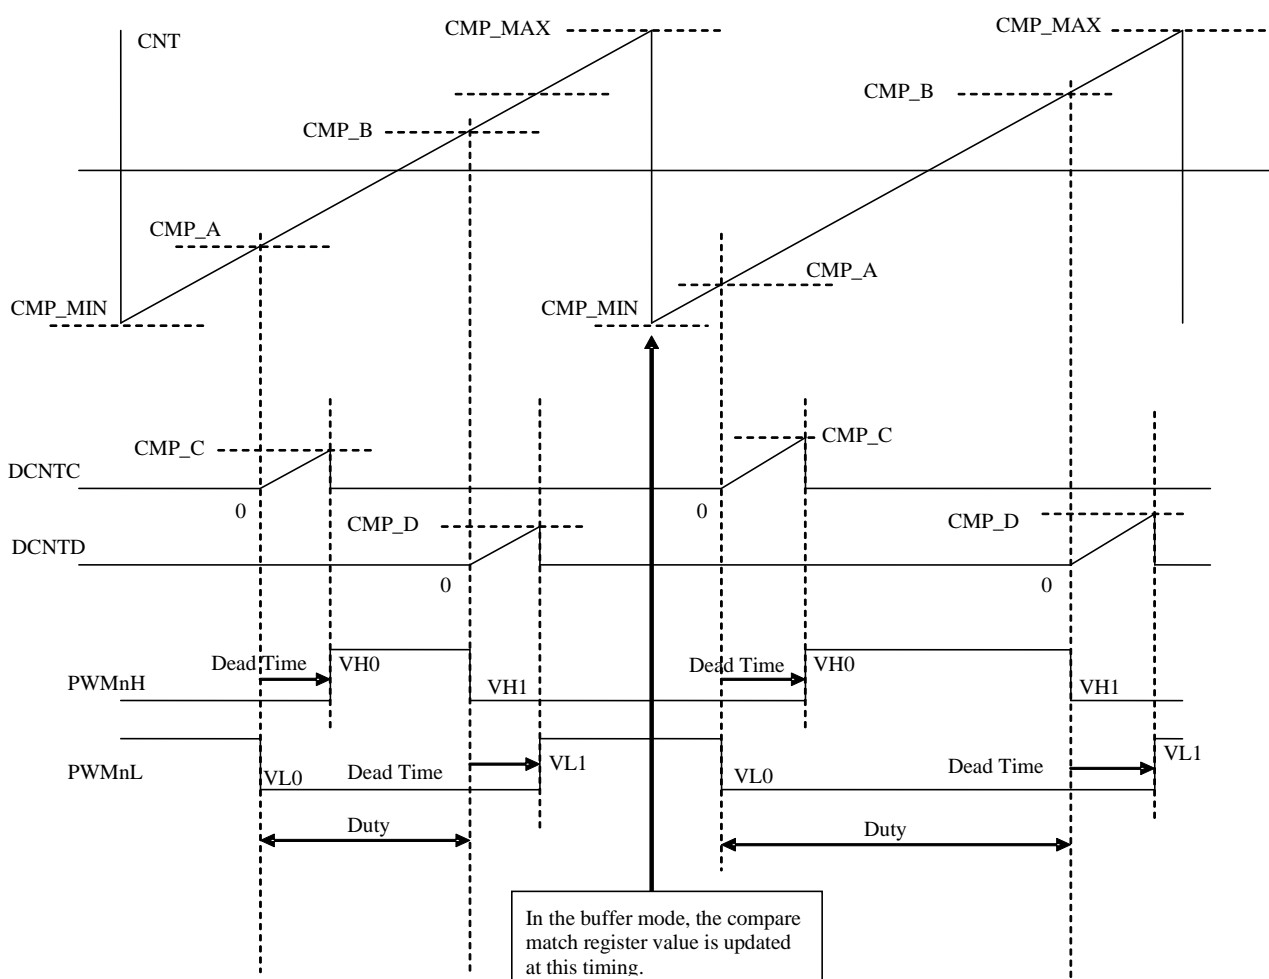 CNT
CMP_MAX
CMP_MAX
CMP_B
CMP_B
CMP_A
CMP_A
CMP_MIN
CMP_MIN
CMP_C
CMP_C
DCNTC
0
0
CMP_D
CMP_D
DCNTD
0
0
Dead Time
VH0
Dead Time
VH0
PWMnH
VH1
VH1
PWMnL
VL0
Dead Time
VL1
VL0
Dead Time
VL1
Duty
Duty
In the buffer mode, the compare
match register value is updated
at this timing.